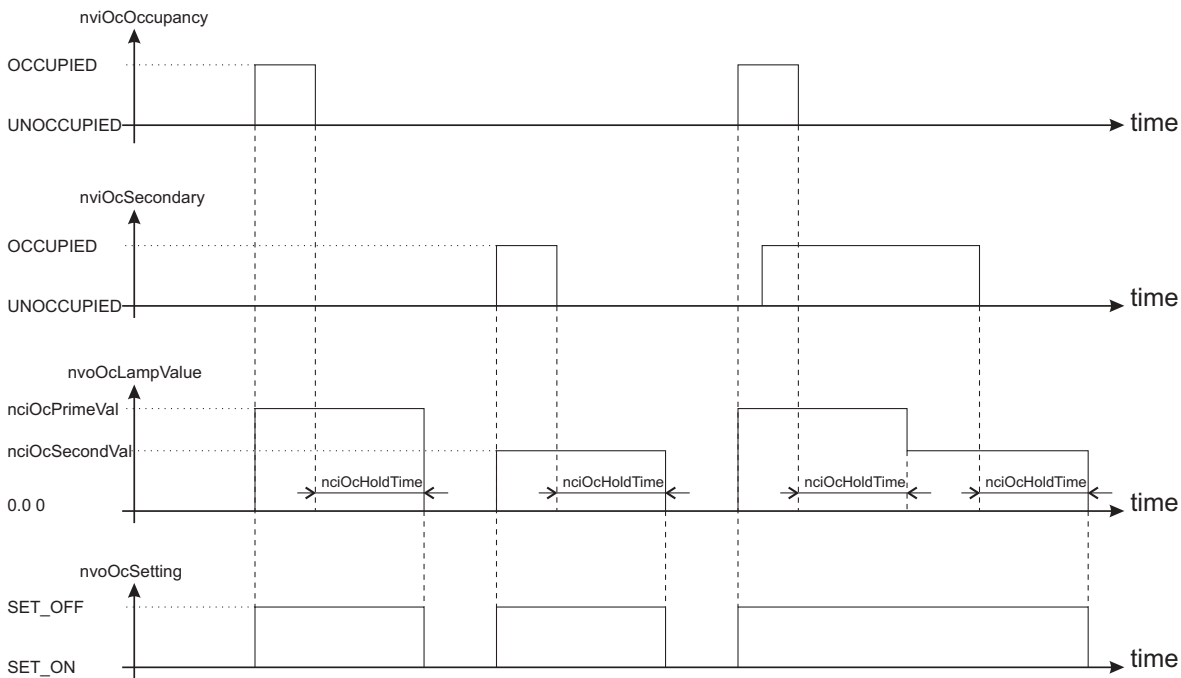 nviOcOccupancy
OCCUPIED
UNOCCUPIED
time
nviOcSecondary
OCCUPIED
UNOCCUPIED
time
nvoOcLampValue
nciOcPrimeVal
nciOcSecondVal
nciOcHoldTime nciOcHoldTime nciOcHoldTime nciOcHoldTime
0.0 0
time
nvoOcSetting
SET_OFF
SET_ON
time